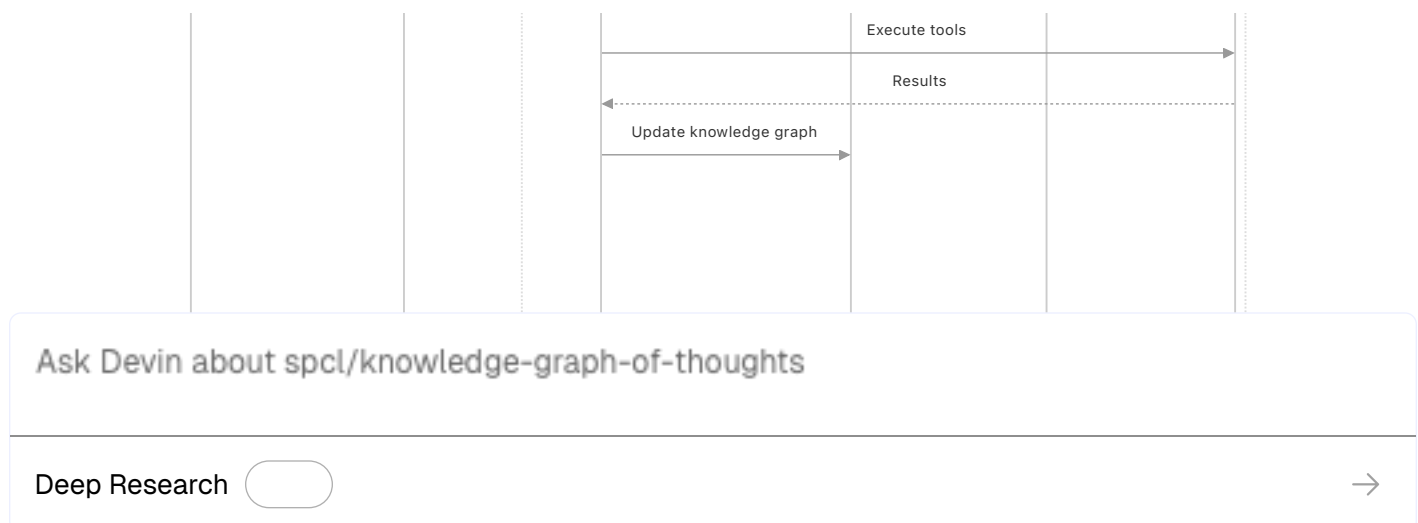 Execute tools
Results
Update knowledge graph
Ask Devin about spcl/knowledge-graph-of-thoughts
Deep Research